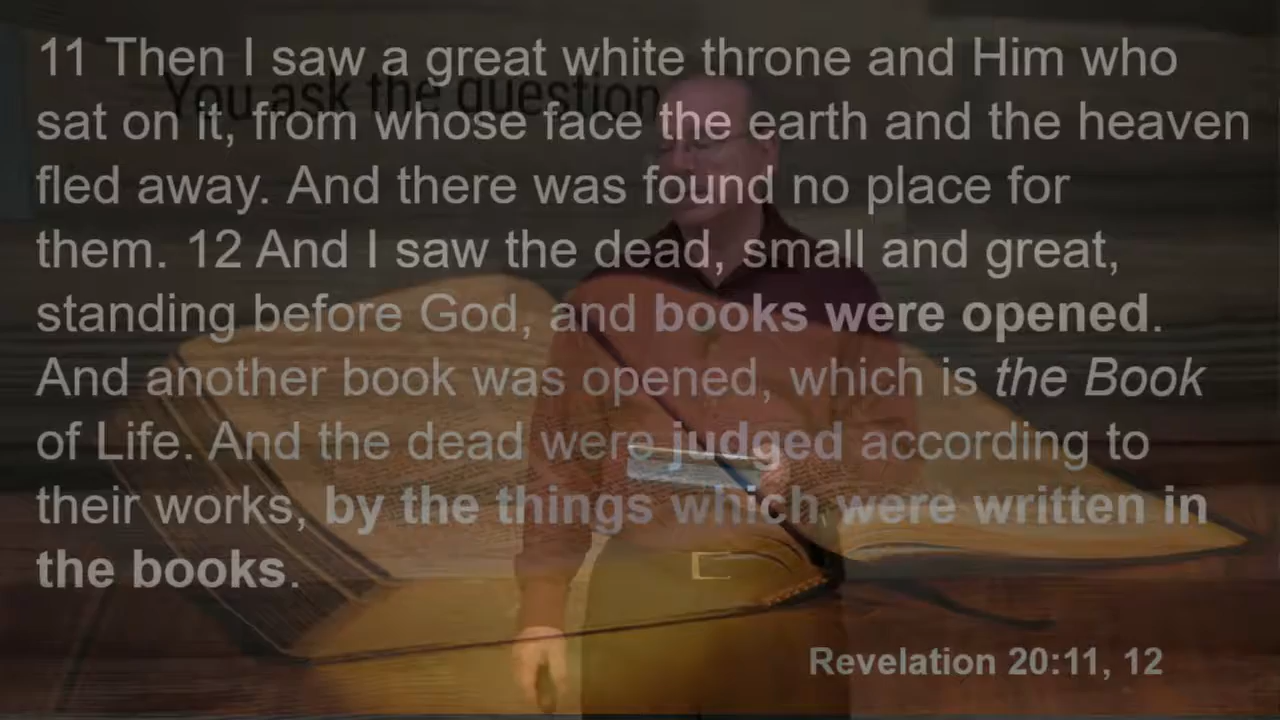 11 Then I saw a great white throne and Him who
You ask the question
sat on it, from whose face the earth and the heaven
fled away. And there was found no place for
them. 12 And I saw the dead, small and great,
standing before God, and books were opened.
And another book was opened, which is the Book
of Life. And the dead were judged according to
their works, by the things which were written in
the books.
Revelation 20:11, 12